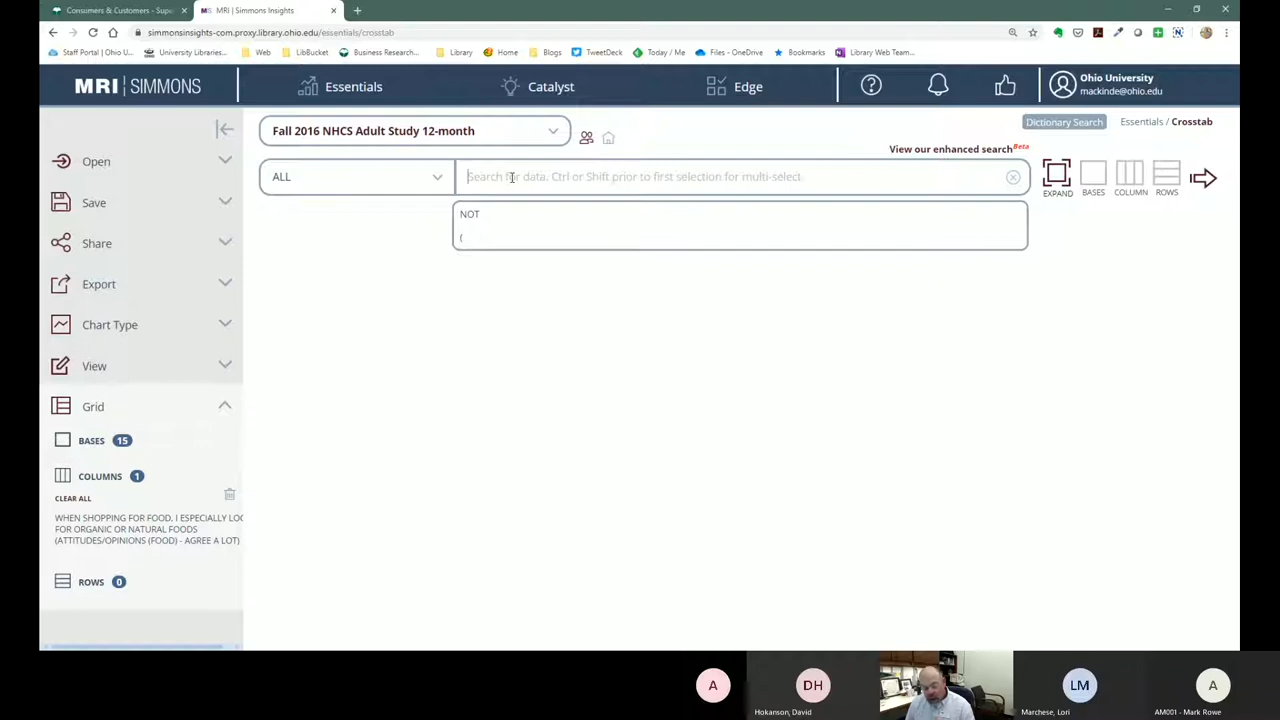 Consumers & Customers - Supe
MRI | Simmons Insights
simmonsinsights-com.proxy.library.ohio.edu/essentials/crosstab
Staff Portal | Ohio U...
University Libraries...
Web
LibBucket
Business Research...
Library
Home
Blogs
TweetDeck
Today / Me
Files - OneDrive
Bookmarks
Library Web Team...
MRI | SIMMONS
Essentials
Catalyst
Edge
Ohio University
mackinde@ohio.edu
Fall 2016 NHCS Adult Study 12-month
Dictionary Search
Essentials / Crosstab
View our enhanced search Beta
ALL
Search for data. Ctrl or Shift prior to first selection for multi-select
EXPAND
BASES
COLUMN
ROWS
NOT
(
Open
Save
Share
Export
Chart Type
View
Grid
BASES 15
COLUMNS 1
CLEAR ALL
WHEN SHOPPING FOR FOOD, I ESPECIALLY LOO
FOR ORGANIC OR NATURAL FOODS
(ATTITUDES/OPINIONS (FOOD) - AGREE A LOT)
ROWS 0
A
DH
LM
A
Hokanson, David
Marchese, Lori
AM001 - Mark Rowe